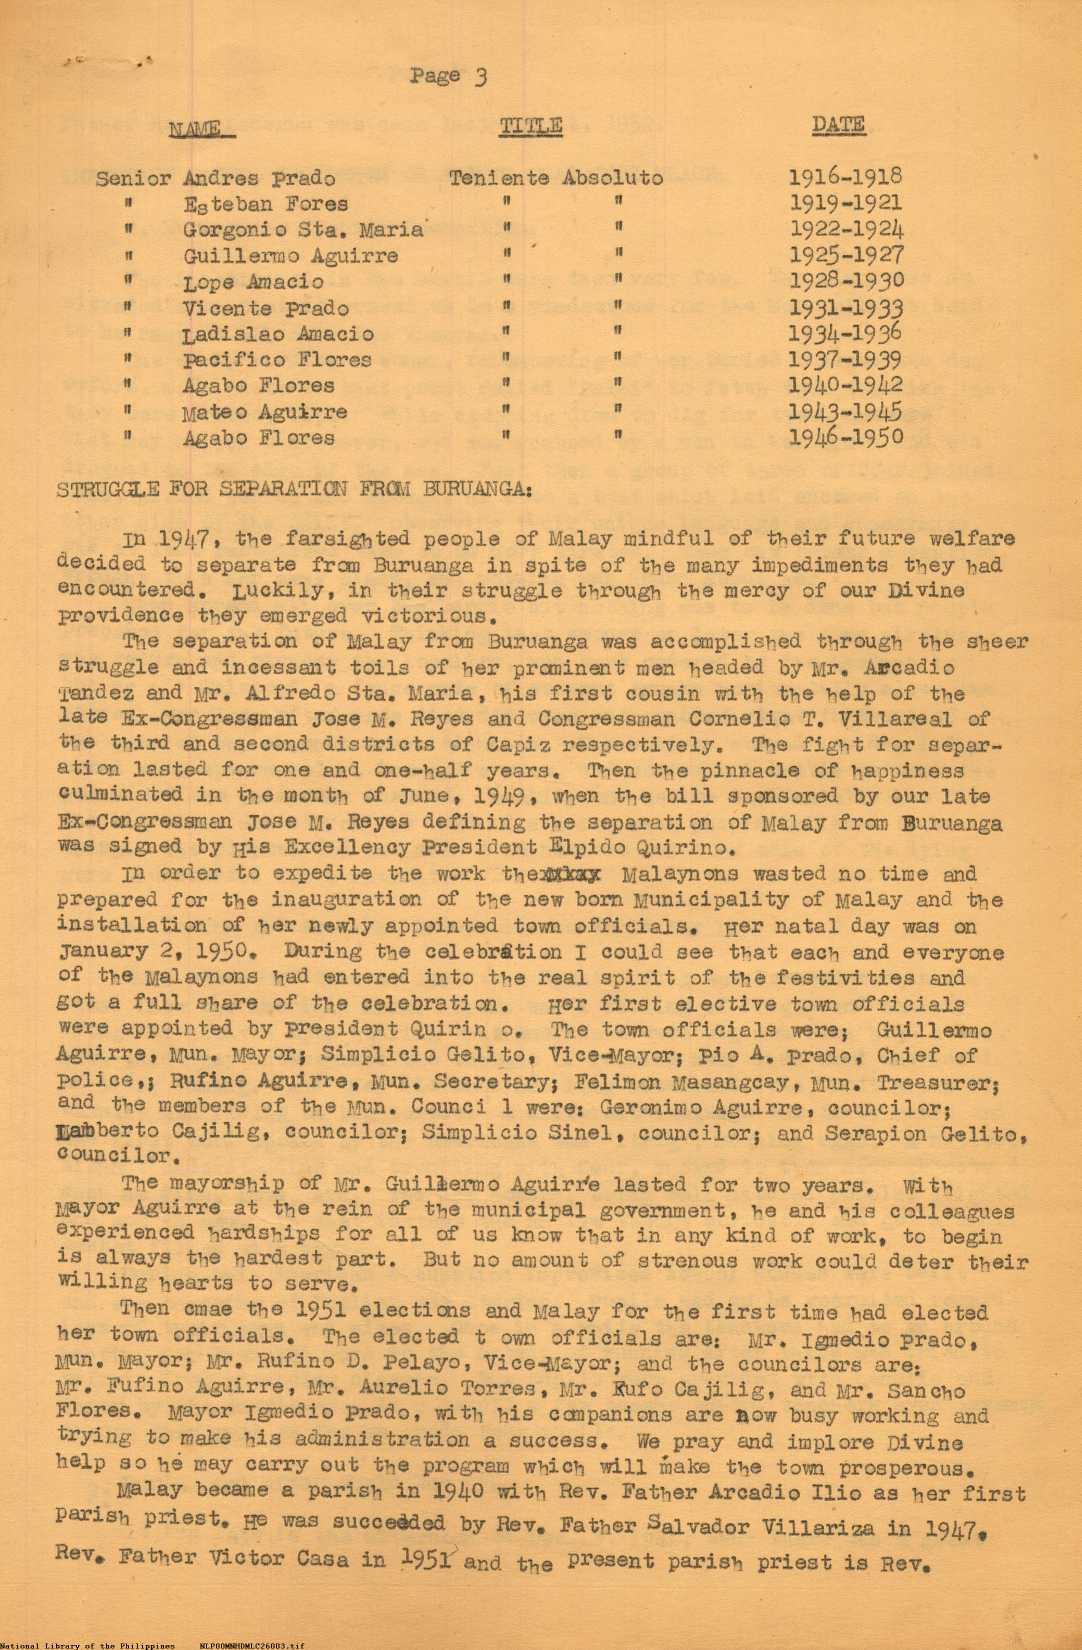 Page 3
NAME TITLE DATE
Senior Andres Prado Teniente Absoluto 1916-1918
" Esteban Fores " " 1919-1921
" Gorgonio Sta. Maria " " 1922-1924
" Guillermo Aguirre " " 1925-1927
" Lope Amacio " " 1928-1930
" Vicente Prado " " 1931-1933
" Ladislao Amacio " " 1934-1936
" Pacifico Flores " " 1937-1939
" Agabo Flores " " 1940-1942
" Mateo Aguirre " " 1943-1945
" Agabo Flores " " 1946-1950
STRUGGLE FOR SEPARATION FROM BURUANGA:
In 1947, the farsighted people of Malay mindful of their future welfare
decided to separate from Buruanga in spite of the many impediments they had
encountered. Luckily, in their struggle through the mercy of our Divine
Providence they emerged victorious.
The separation of Malay from Buruanga was accomplished through the sheer
struggle and incessant toils of her prominent men headed by Mr. Arcadio
Tandez and Mr. Alfredo Sta. Maria, his first cousin with the help of the
late Ex-Congressman Jose M. Reyes and Congressman Cornelio T. Villareal of
the third and second districts of Capiz respectively. The fight for separ-
ation lasted for one and one-half years. Then the pinnacle of happiness
culminated in the month of June, 1949, when the bill sponsored by our late
Ex-Congressman Jose M. Reyes defining the separation of Malay from Buruanga
was signed by His Excellency President Elpido Quirino.
In order to expedite the work the Malaynons wasted no time and
prepared for the inauguration of the new born Municipality of Malay and the
installation of her newly appointed town officials. Her natal day was on
January 2, 1950. During the celebration I could see that each and everyone
of the Malaynons had entered into the real spirit of the festivities and
got a full share of the celebration. Her first elective town officials
were appointed by President Quirin o. The town officials were; Guillermo
Aguirre, Mun. Mayor; Simplicio Gelito, Vice-Mayor; Pio A. Prado, Chief of
Police,; Rufino Aguirre, Mun. Secretary; Felimon Masangcay, Mun. Treasurer;
and the members of the Mun. Counci l were: Geronimo Aguirre, councilor;
Lamberto Cajilig, councilor; Simplicio Sinel, councilor; and Serapion Gelito,
councilor.
The mayorship of Mr. Guillermo Aguirre lasted for two years. With
Mayor Aguirre at the rein of the municipal government, he and his colleagues
experienced hardships for all of us know that in any kind of work, to begin
is always the hardest part. But no amount of strenous work could deter their
willing hearts to serve.
Then cmae the 1951 elections and Malay for the first time had elected
her town officials. The elected t own officials are: Mr. Igmedio Prado,
Mun. Mayor; Mr. Rufino D. Pelayo, Vice-Mayor; and the councilors are:
Mr. Fufino Aguirre, Mr. Aurelio Torres, Mr. Rufo Cajilig, and Mr. Sancho
Flores. Mayor Igmedio Prado, with his companions are now busy working and
trying to make his administration a success. We pray and implore Divine
help so he may carry out the program which will make the town prosperous.
Malay became a parish in 1940 with Rev. Father Arcadio Ilio as her first
parish priest. He was succeeded by Rev. Father Salvador Villariza in 1947.
Rev. Father Victor Casa in 1951 and the present parish priest is Rev.
National Library of the Philippines NLP00MNHDMLC26003.tif